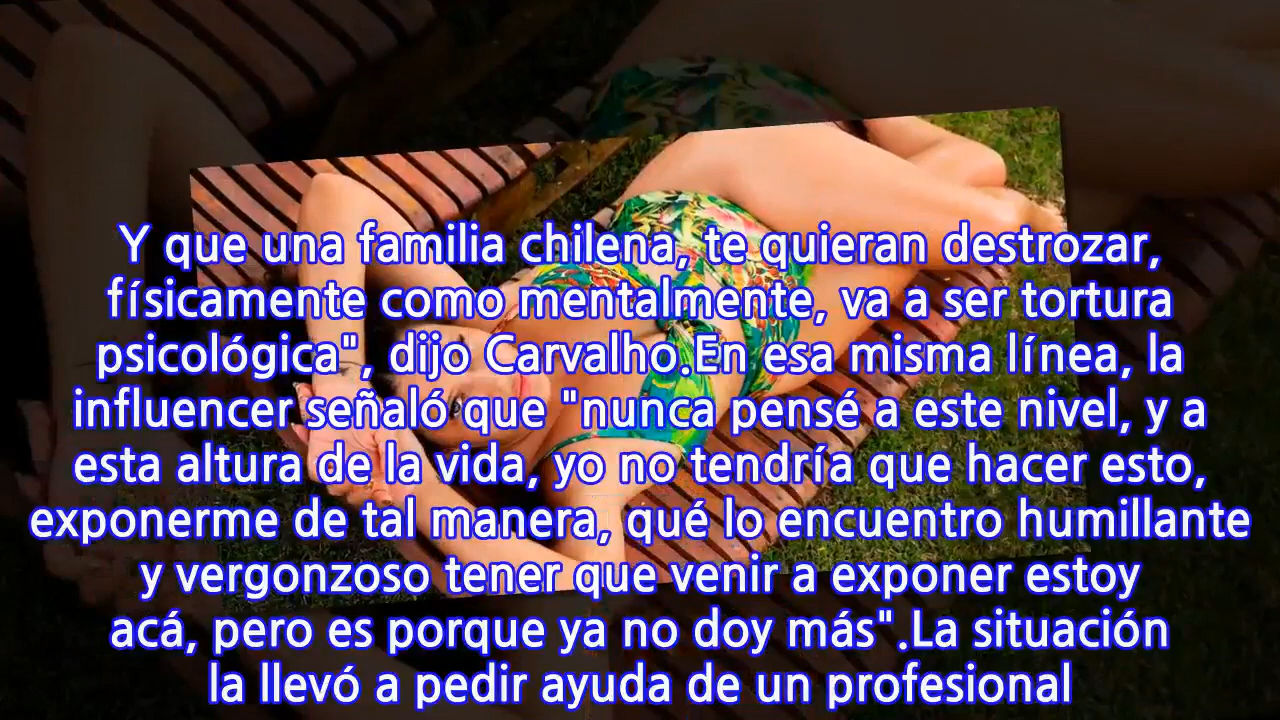 Y que una familia chilena, te quieran destrozar,
físicamente como mentalmente, va a ser tortura
psicológica", dijo Carvalho.En esa misma línea, la
influencer señaló que "nunca pensé a este nivel, y a
esta altura de la vida, yo no tendría que hacer esto,
exponerme de tal manera, qué lo encuentro humillante
y vergonzoso tener que venir a exponer estoy
acá, pero es porque ya no doy más".La situación
la llevó a pedir ayuda de un profesional